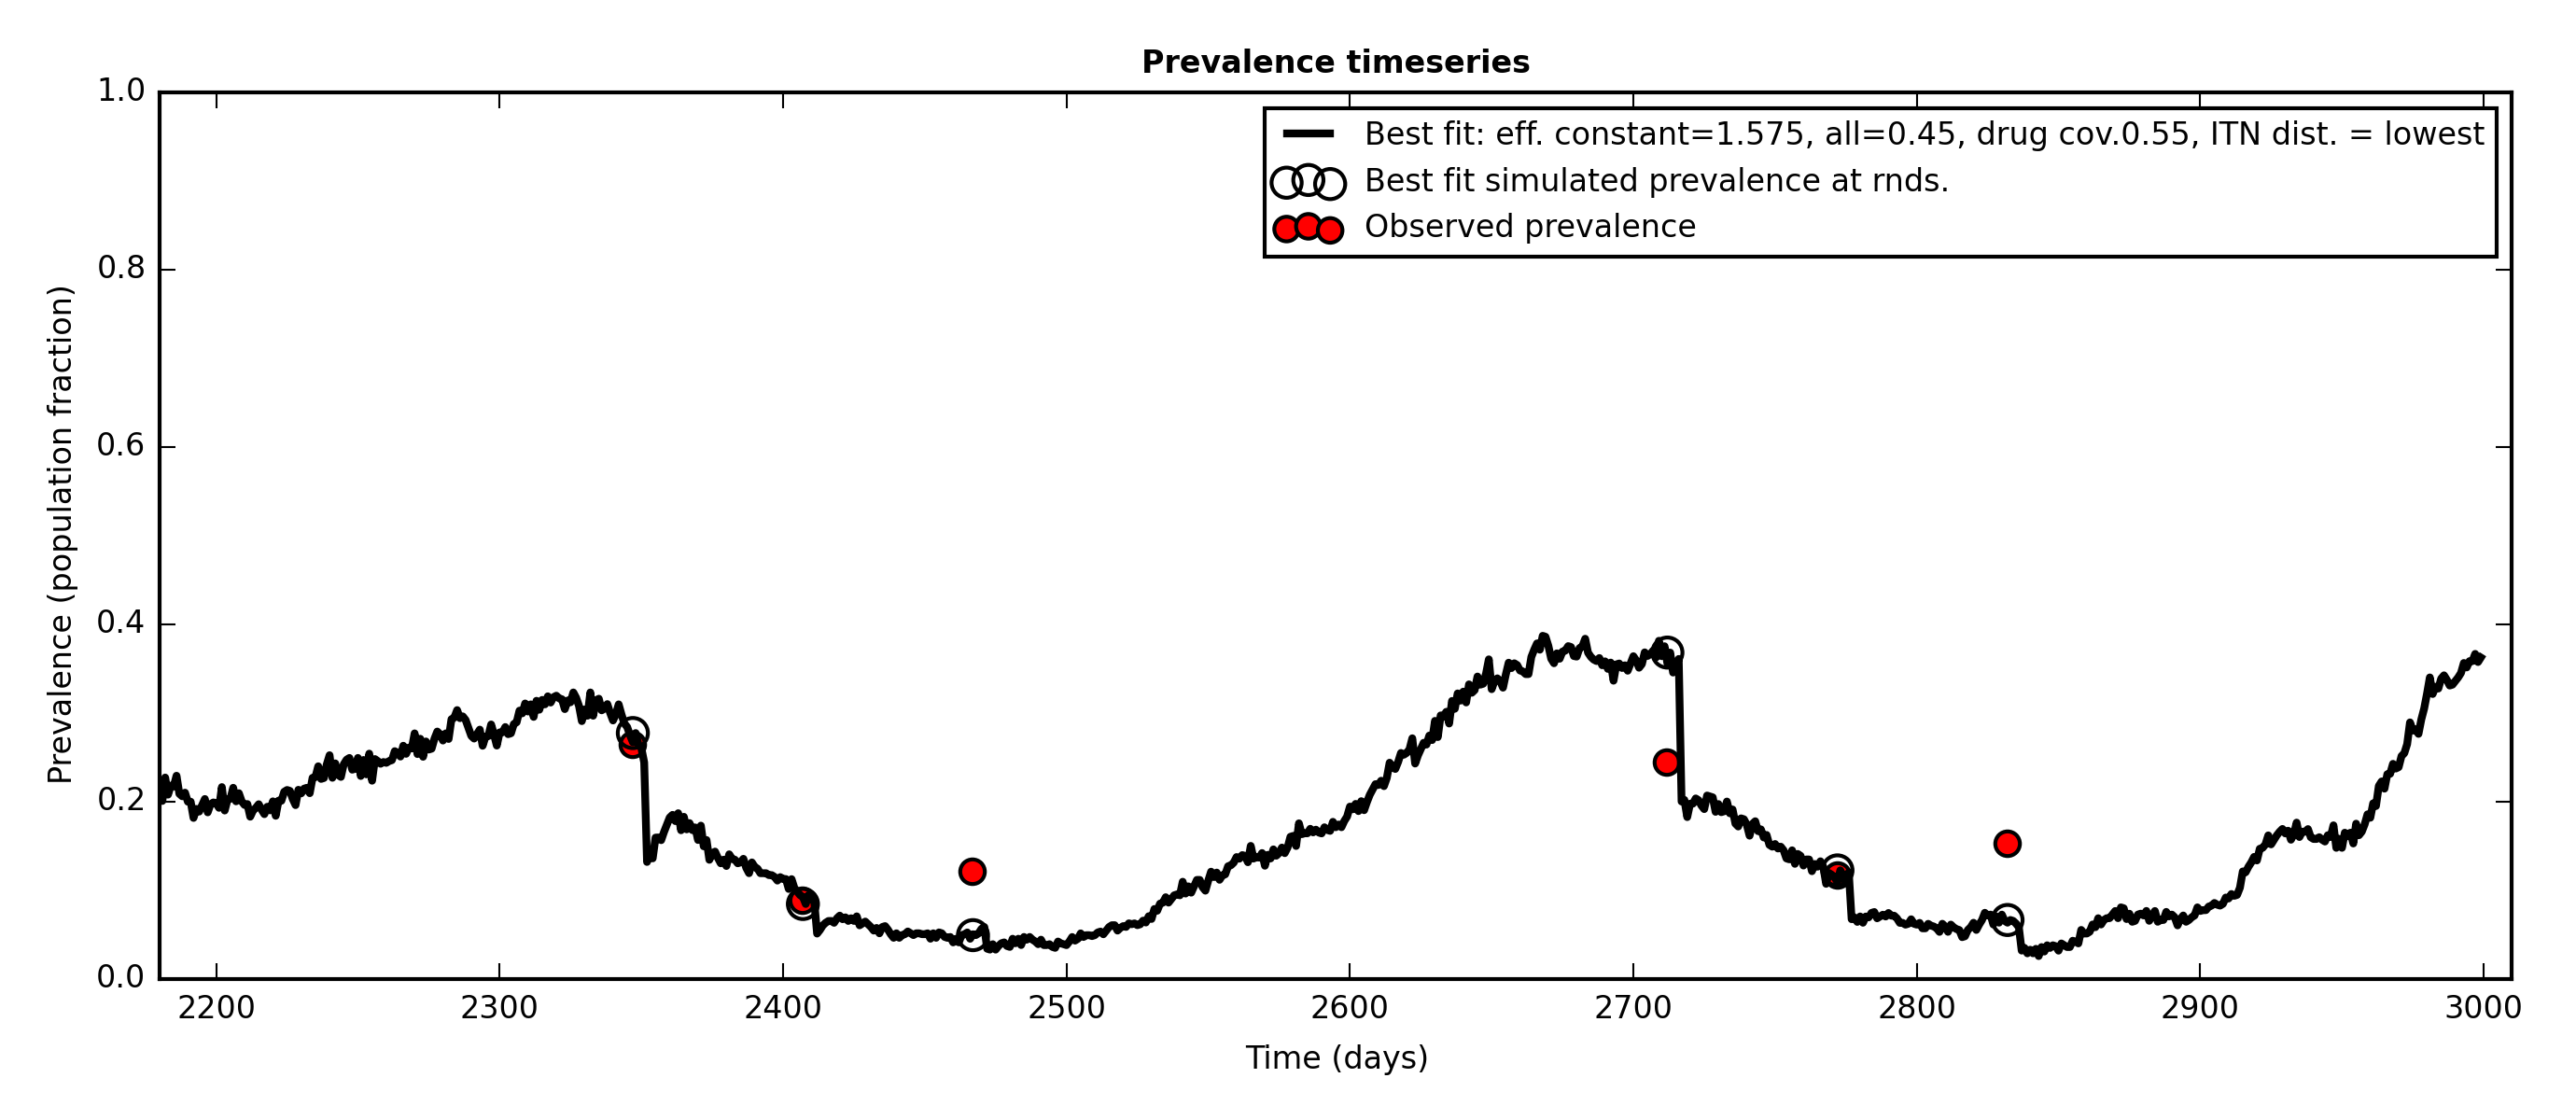 Prevalence timeseries
1.0
0.8
0.6
0.4
0.2
0.0
Prevalence (population fraction)
Best fit: eff. constant=1.575, all=0.45, drug cov.0.55, ITN dist. = lowest
Best fit simulated prevalence at rnds.
Observed prevalence
2200 2300 2400 2500 2600 2700 2800 2900 3000
Time (days)